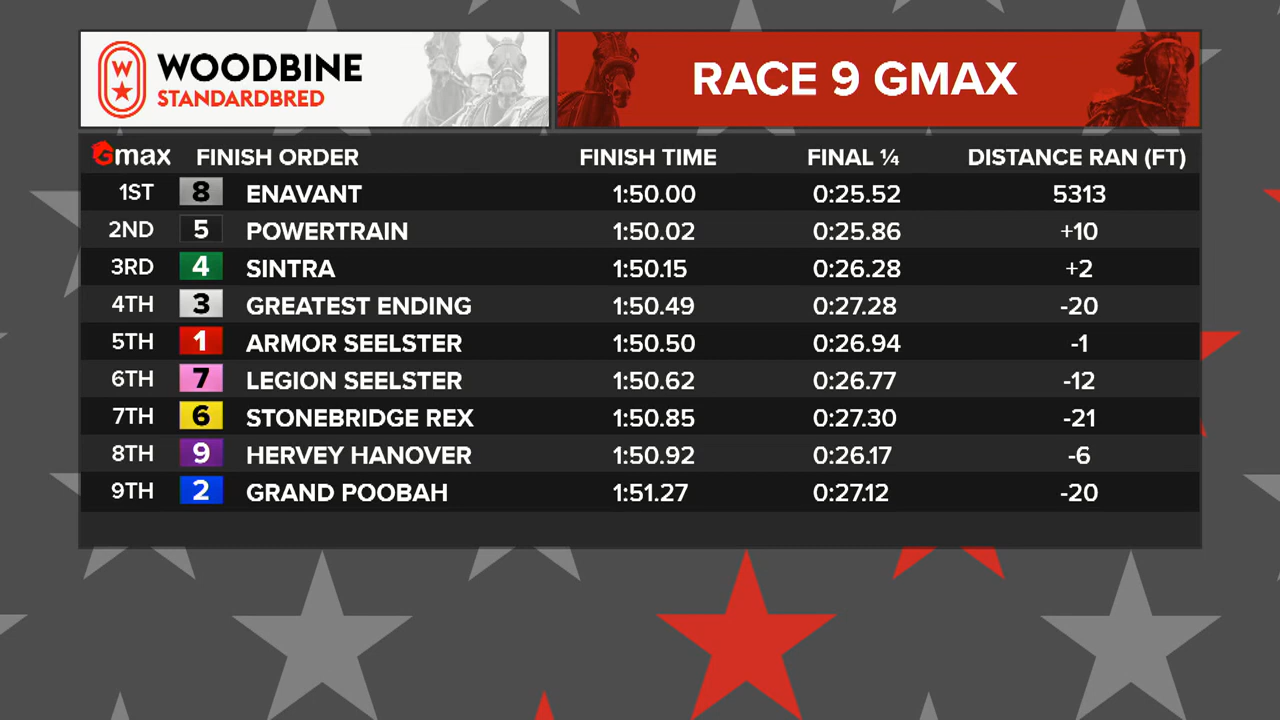 W
WOODBINE
STANDARDBRED
RACE 9 GMAX
Gmax FINISH ORDER FINISH TIME FINAL ¼ DISTANCE RAN (FT)
1ST 8 ENAVANT 1:50.00 0:25.52 5313
2ND 5 POWERTRAIN 1:50.02 0:25.86 +10
3RD 4 SINTRA 1:50.15 0:26.28 +2
4TH 3 GREATEST ENDING 1:50.49 0:27.28 -20
5TH 1 ARMOR SEELSTER 1:50.50 0:26.94 -1
6TH 7 LEGION SEELSTER 1:50.62 0:26.77 -12
7TH 6 STONEBRIDGE REX 1:50.85 0:27.30 -21
8TH 9 HERVEY HANOVER 1:50.92 0:26.17 -6
9TH 2 GRAND POOBAH 1:51.27 0:27.12 -20